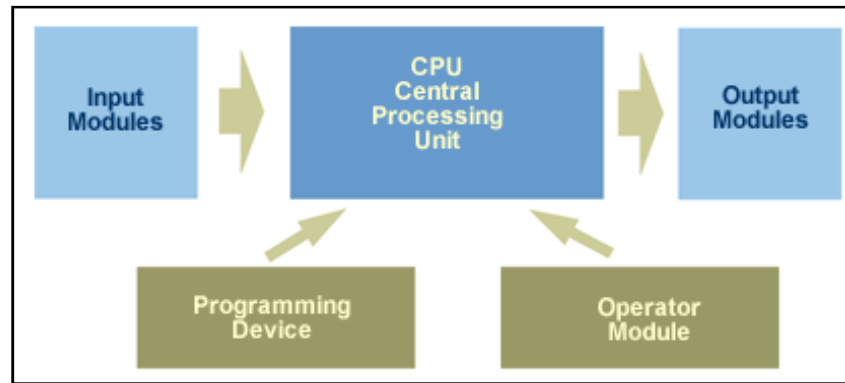 Input
Modules
CPU
Central
Processing
Unit
Output
Modules
Programming
Device
Operator
Module